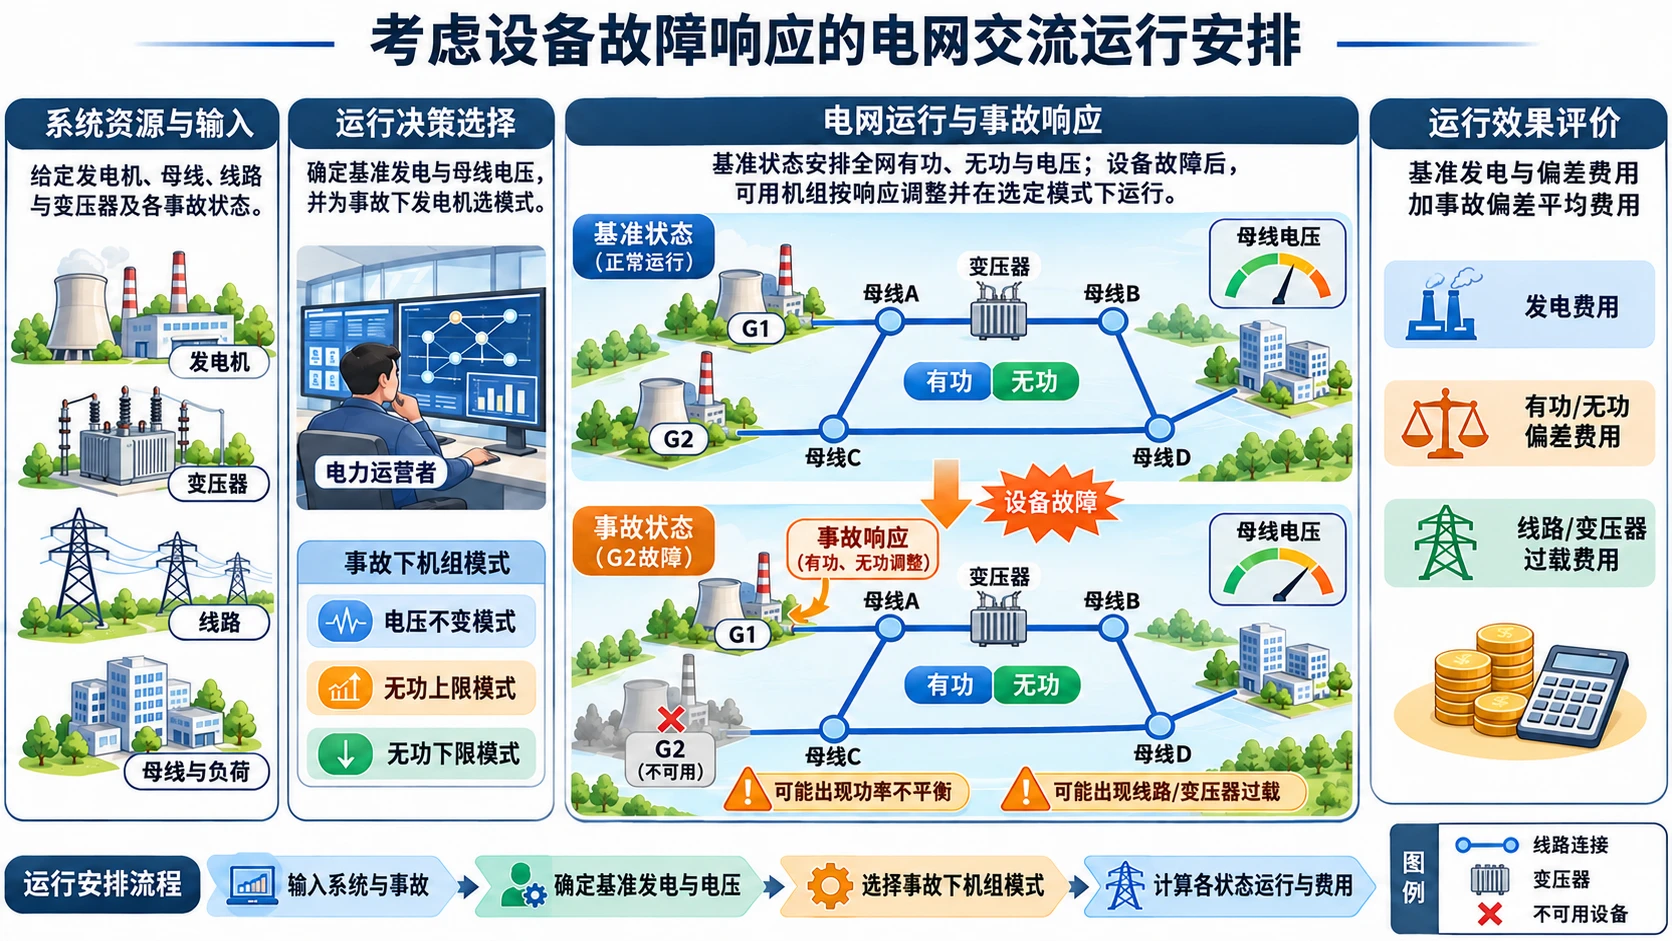 考虑设备故障响应的电网交流运行安排
系统资源与输入
给定发电机、母线、线路
与变压器及各事故状态。
发电机
变压器
线路
母线与负荷
运行决策选择
确定基准发电与母线电压，
并为事故下发电机选模式。
电力运营者
事故下机组模式
电压不变模式
无功上限模式
无功下限模式
电网运行与事故响应
基准状态安排全网有功、无功与电压；设备故障后，
可用机组按响应调整并在选定模式下运行。
基准状态
（正常运行）
G1
G2
母线A
变压器
母线B
有功
无功
母线C
母线D
母线电压
设备故障
事故状态
（G2故障）
事故响应
（有功、无功调整）
G1
G2
（不可用）
母线A
变压器
母线B
有功
无功
母线C
母线D
母线电压
可能出现功率不平衡
可能出现线路/变压器过载
运行效果评价
基准发电与偏差费用
加事故偏差平均费用
发电费用
有功/无功
偏差费用
线路/变压器
过载费用
运行安排流程
输入系统与事故
确定基准发电与电压
选择事故下机组模式
计算各状态运行与费用
图例
线路连接
变压器
不可用设备